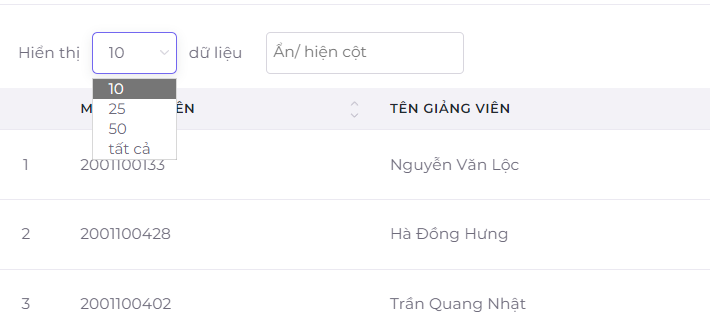 Hiển thị 10 dữ liệu Ẩn/ hiện cột
10
25
50
tất cả
TÊN GIẢNG VIÊN
1 2001100133 Nguyễn Văn Lộc
2 2001100428 Hà Đồng Hưng
3 2001100402 Trần Quang Nhật